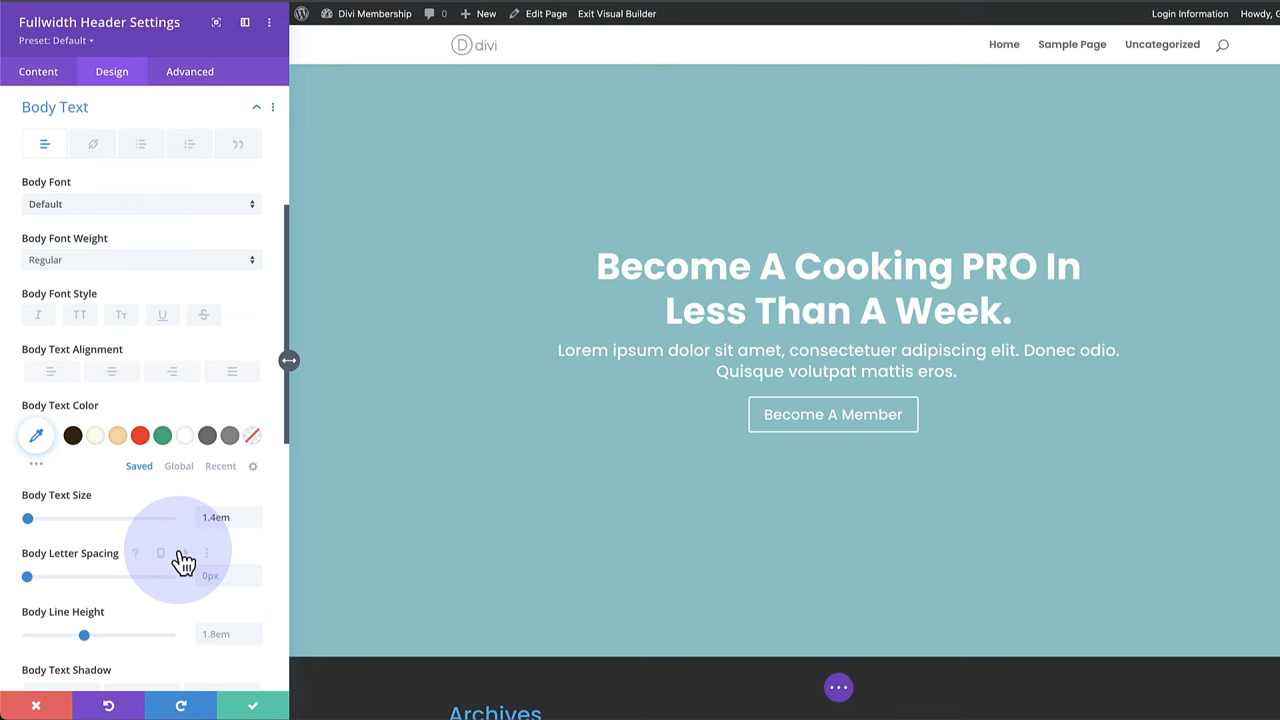 Fullwidth Header Settings
Preset: Default
Content
Design
Advanced
Body Text
Body Font
Default
Body Font Weight
Regular
Body Font Style
I
TT
Tт
U
S
Body Text Alignment
Body Text Color
Saved
Global
Recent
Body Text Size
1.4em
Body Letter Spacing
0px
Body Line Height
1.8em
Body Text Shadow
Divi Membership
0
New
Edit Page
Exit Visual Builder
Login Information
Howdy,
D divi
Home
Sample Page
Uncategorized
Become A Cooking PRO In
Less Than A Week.
Lorem ipsum dolor sit amet, consectetuer adipiscing elit. Donec odio.
Quisque volutpat mattis eros.
Become A Member
Archives